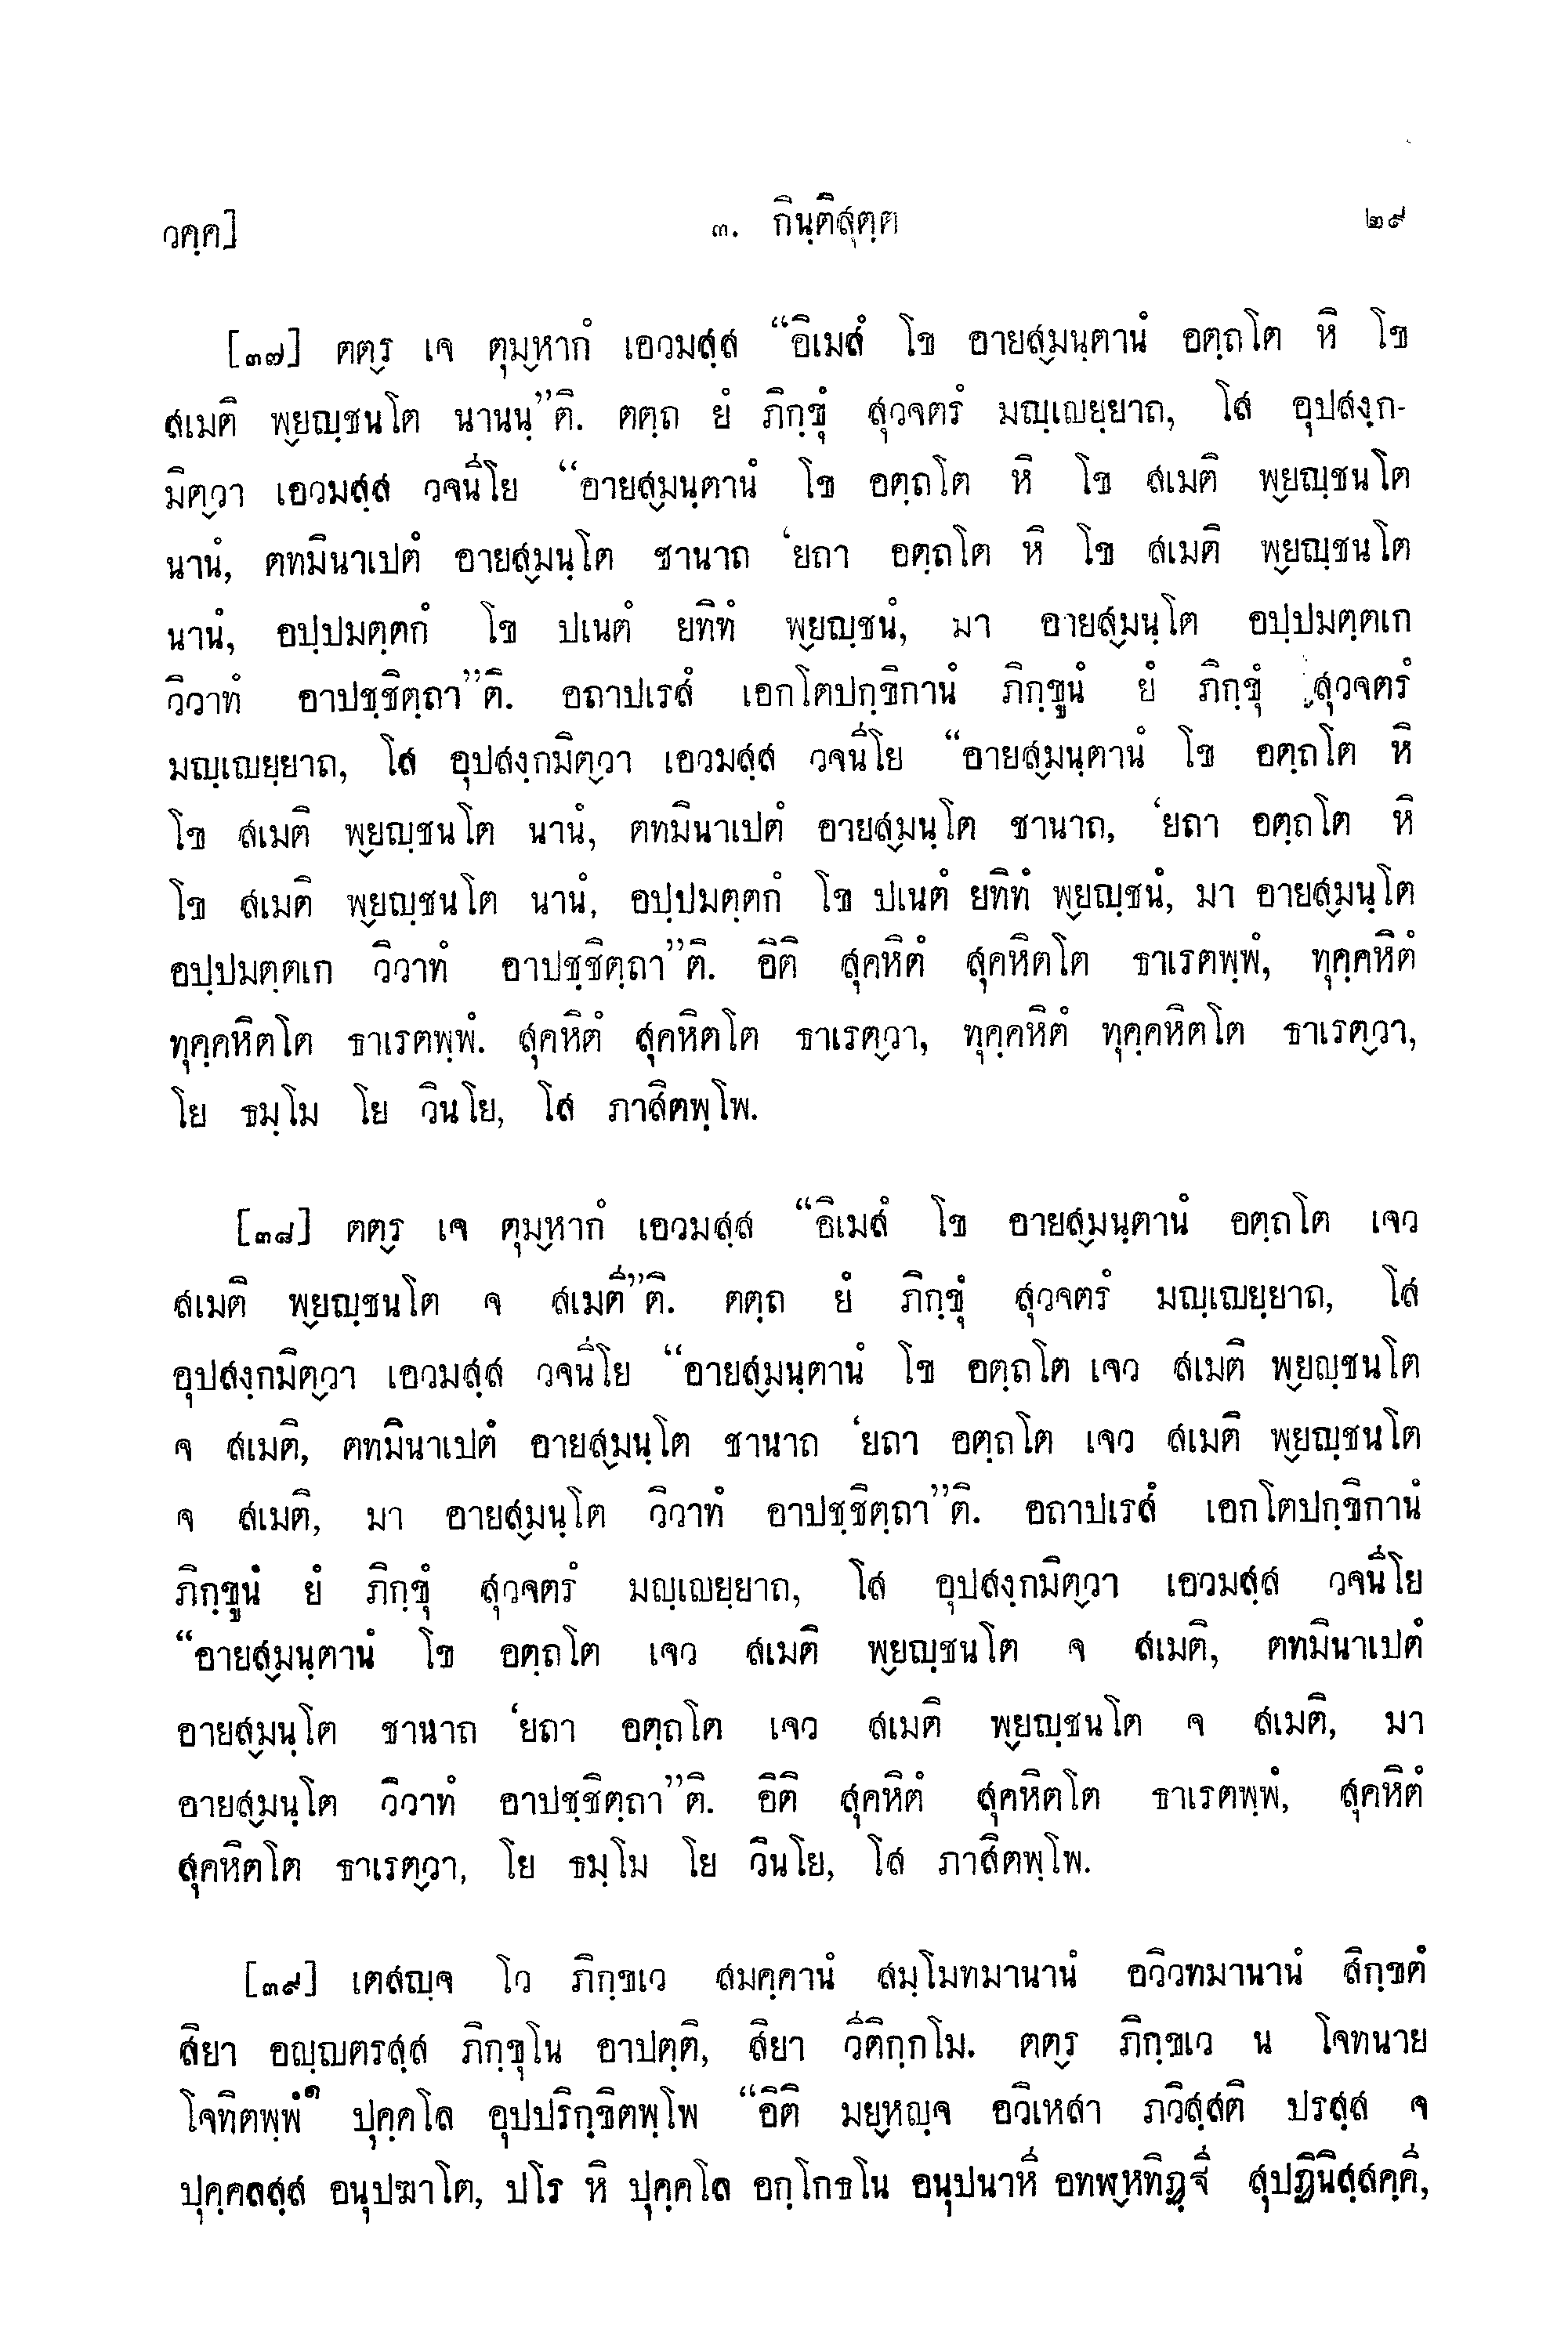 วคฺค] ๓. กินฺติสุตฺต ๒๙
[๓๗] ตตฺร เจ ตุมฺหากํ เอวมสฺส “อิเมสํ โข อายสฺมนฺตานํ อตฺถโต หิ โข
สเมติ พฺยญฺชนโต นานนฺ”ติ. ตตฺถ ยํ ภิกฺขุํ สุวจตรํ มญฺเญยฺยาถ, โส อุปสงฺก-
มิตฺวา เอวมสฺส วจนีโย “อายสฺมนฺตานํ โข อตฺถโต หิ โข สเมติ พฺยญฺชนโต
นานํ, ตทมินาเปตํ อายสฺมนฺโต ชานาถ ‘ยถา อตฺถโต หิ โข สเมติ พฺยญฺชนโต
นานํ, อปฺปมตฺตกํ โข ปเนตํ ยทิทํ พฺยญฺชนํ, มา อายสฺมนฺโต อปฺปมตฺตเก
วิวาทํ อาปชฺชิตฺถา”ติ. อถาปเรสํ เอกโตปกฺขิกานํ ภิกฺขูนํ ยํ ภิกฺขุํ สุวจตรํ
มญฺเญยฺยาถ, โส อุปสงฺกมิตฺวา เอวมสฺส วจนีโย “อายสฺมนฺตานํ โข อตฺถโต หิ
โข สเมติ พฺยญฺชนโต นานํ, ตทมินาเปตํ อายสฺมนฺโต ชานาถ, ‘ยถา อตฺถโต หิ
โข สเมติ พฺยญฺชนโต นานํ, อปฺปมตฺตกํ โข ปเนตํ ยทิทํ พฺยญฺชนํ, มา อายสฺมนฺโต
อปฺปมตฺตเก วิวาทํ อาปชฺชิตฺถา”ติ. อิติ สุคหิตํ สุคหิตโต ธาเรตพฺพํ, ทุคฺคหิตํ
ทุคฺคหิตโต ธาเรตพฺพํ. สุคหิตํ สุคหิตโต ธาเรตฺวา, ทุคฺคหิตํ ทุคฺคหิตโต ธาเรตฺวา,
โย ธมฺโม โย วินโย, โส ภาสิตพฺโพ.
[๓๘] ตตฺร เจ ตุมฺหากํ เอวมสฺส “อิเมสํ โข อายสฺมนฺตานํ อตฺถโต เจว
สเมติ พฺยญฺชนโต จ สเมตี”ติ. ตตฺถ ยํ ภิกฺขุํ สุวจตรํ มญฺเญยฺยาถ, โส
อุปสงฺกมิตฺวา เอวมสฺส วจนีโย “อายสฺมนฺตานํ โข อตฺถโต เจว สเมติ พฺยญฺชนโต
จ สเมติ, ตทมินาเปตํ อายสฺมนฺโต ชานาถ ‘ยถา อตฺถโต เจว สเมติ พฺยญฺชนโต
จ สเมติ, มา อายสฺมนฺโต วิวาทํ อาปชฺชิตฺถา”ติ. อถาปเรสํ เอกโตปกฺขิกานํ
ภิกฺขูนํ ยํ ภิกฺขุํ สุวจตรํ มญฺเญยฺยาถ, โส อุปสงฺกมิตฺวา เอวมสฺส วจนีโย
“อายสฺมนฺตานํ โข อตฺถโต เจว สเมติ พฺยญฺชนโต จ สเมติ, ตทมินาเปตํ
อายสฺมนฺโต ชานาถ ‘ยถา อตฺถโต เจว สเมติ พฺยญฺชนโต จ สเมติ, มา
อายสฺมนฺโต วิวาทํ อาปชฺชิตฺถา”ติ. อิติ สุคหิตํ สุคหิตโต ธาเรตพฺพํ, สุคหิตํ
สุคหิตโต ธาเรตฺวา, โย ธมฺโม โย วินโย, โส ภาสิตพฺโพ.
[๓๙] เตสญฺจ โว ภิกฺขเว สมคฺคานํ สมฺโมทมานานํ อวิวทมานานํ สิกฺขตํ
สิยา อญฺญตรสฺส ภิกฺขุโน อาปตฺติ, สิยา วีติกฺกโม. ตตฺร ภิกฺขเว น โจทนาย
โจทิตพฺพํ๑ ปุคฺคโล อุปปริกฺขิตพฺโพ “อิติ มยฺหญฺจ อวิเหสา ภวิสฺสติ ปรสฺส จ
ปุคฺคลสฺส อนุปฆาโต, ปโร หิ ปุคฺคโล อกฺโกธโน อนุปนาหี อทพฺหทิฏฺฐี สุปฏินิสฺสคฺคี,